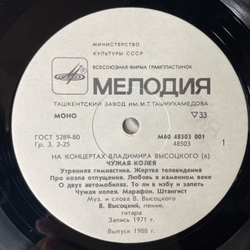 МИНИСТЕРСТВО
КУЛЬТУРЫ СССР
ВСЕСОЮЗНАЯ ФИРМА ГРАМПЛАСТИНОК
МЕЛОДИЯ
ТАШКЕНТСКИЙ ЗАВОД ИМ. М.Т. ТАШМУХАМЕДОВА
МОНО
33
ГОСТ 5289-80
М60 48503 001
Гр. 3. 2-25
48503
НА КОНЦЕРТАХ ВЛАДИМИРА ВЫСОЦКОГО (6)
ЧУЖАЯ КОЛЕЯ
Утренняя гимнастика. Жертва телевидения
Про козла отпущения. Любовь в каменном веке
О двух автомобилях. То ли в избу и запеть
Чужая колея. Марафон. Штангист
Муз. и слова В. Высоцкого
В. Высоцкий, пение,
гитара
Запись 1971 г.
Выпуск 1988 г.